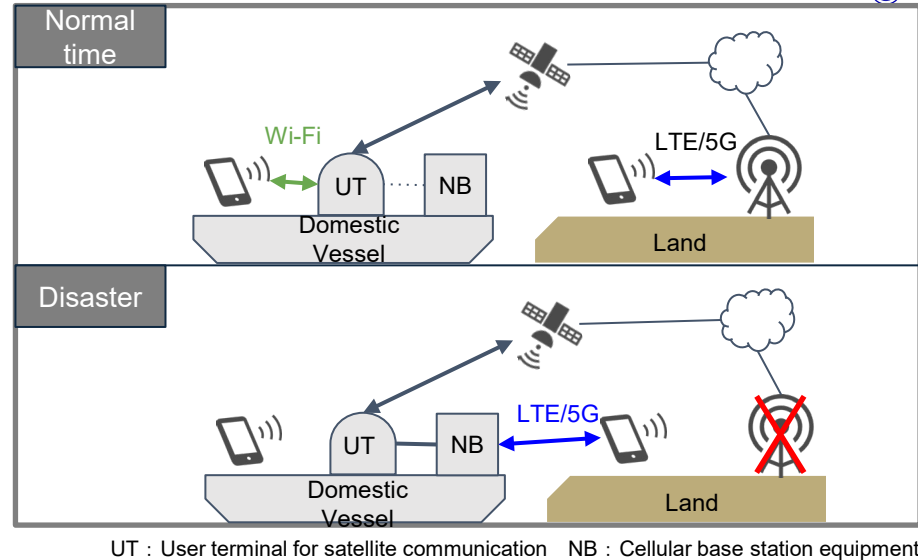 Normal
time
Wi-Fi
LTE/5G
UT
NB
Domestic
Vessel
Land
Disaster
LTE/5G
UT
NB
Domestic
Vessel
Land
UT：User terminal for satellite communication NB：Cellular base station equipment